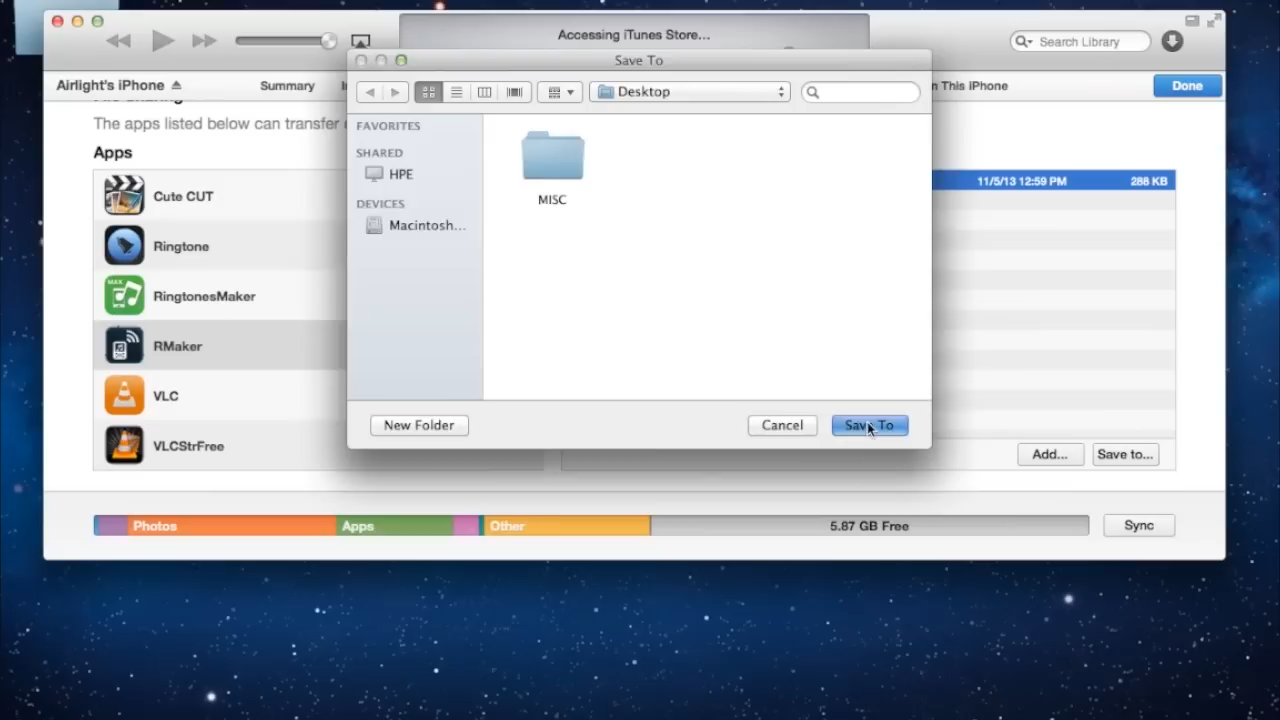 Accessing iTunes Store...
Search Library
Save To
Airlight's iPhone
Summary
n This iPhone
Done
Desktop
The apps listed below can transfer
Apps
FAVORITES
SHARED
HPE
DEVICES
Macintosh...
MISC
11/5/13 12:59 PM
288 KB
Cute CUT
Ringtone
MAX
RingtonesMaker
RMaker
VLC
VLCStrFree
New Folder
Cancel
Save To
Add...
Save to...
Photos
Apps
Other
5.87 GB Free
Sync